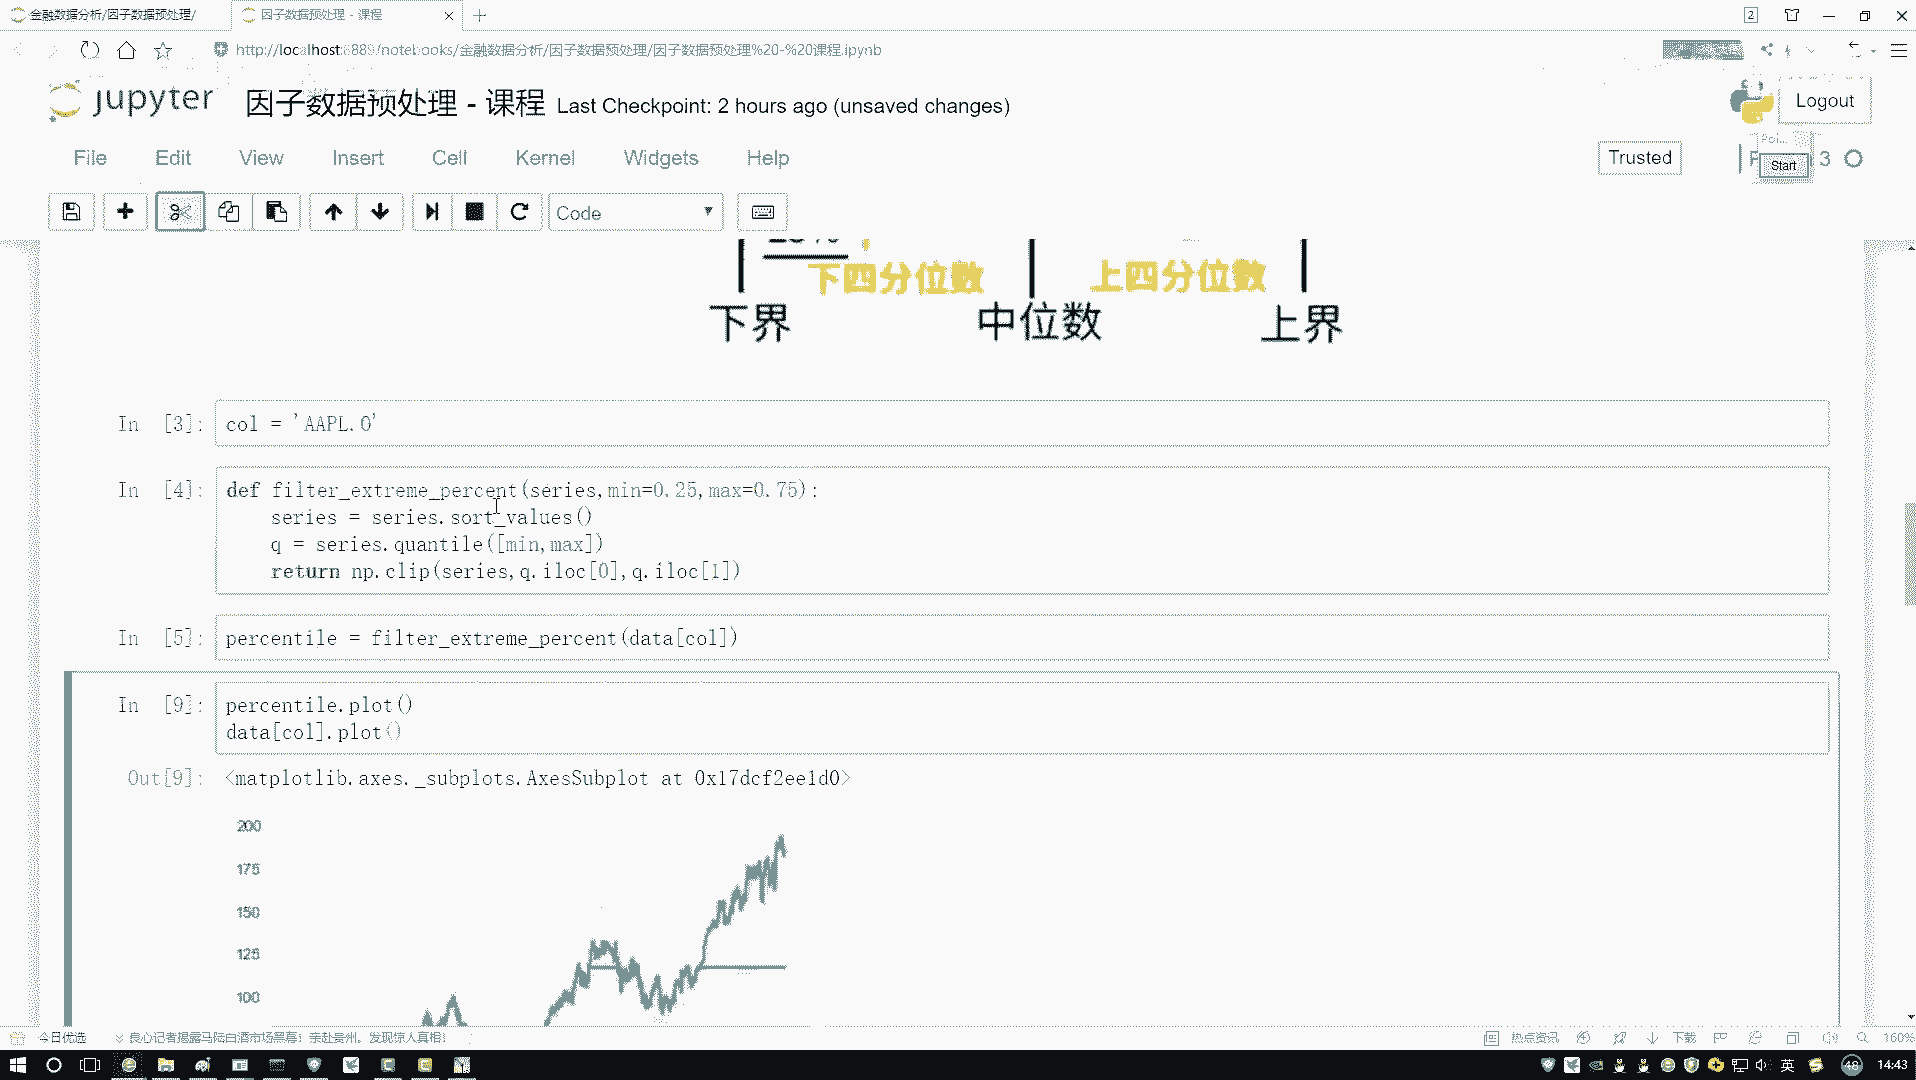 金融数据分析/因子数据预处理/
因子数据预处理 - 课程
2
http://localhost:8889/notebooks/金融数据分析/因子数据预处理/因子数据预处理%20-%20课程.ipynb
jupyter
因子数据预处理 - 课程 Last Checkpoint: 2 hours ago (unsaved changes)
Logout
File Edit View Insert Cell Kernel Widgets Help
Trusted
3
Start
Code
下四分位数 上四分位数
下界 中位数 上界
In [3]: col = 'AAPL.O'
In [4]: def filter_extreme_percent(series,min=0.25,max=0.75):
series = series.sort_values()
q = series.quantile([min,max])
return np.clip(series,q.iloc[0],q.iloc[1])
In [5]: percentile = filter_extreme_percent(data[col])
In [9]: percentile.plot()
data[col].plot()
Out[9]: <matplotlib.axes._subplots.AxesSubplot at 0x17dcf2ee1d0>
200
175
150
125
100
今日优选
良心记者揭露马陆白酒市场黑幕!亲赴贵州。发现惊人真相!
热点资讯
下载
160%
英
48
14:43